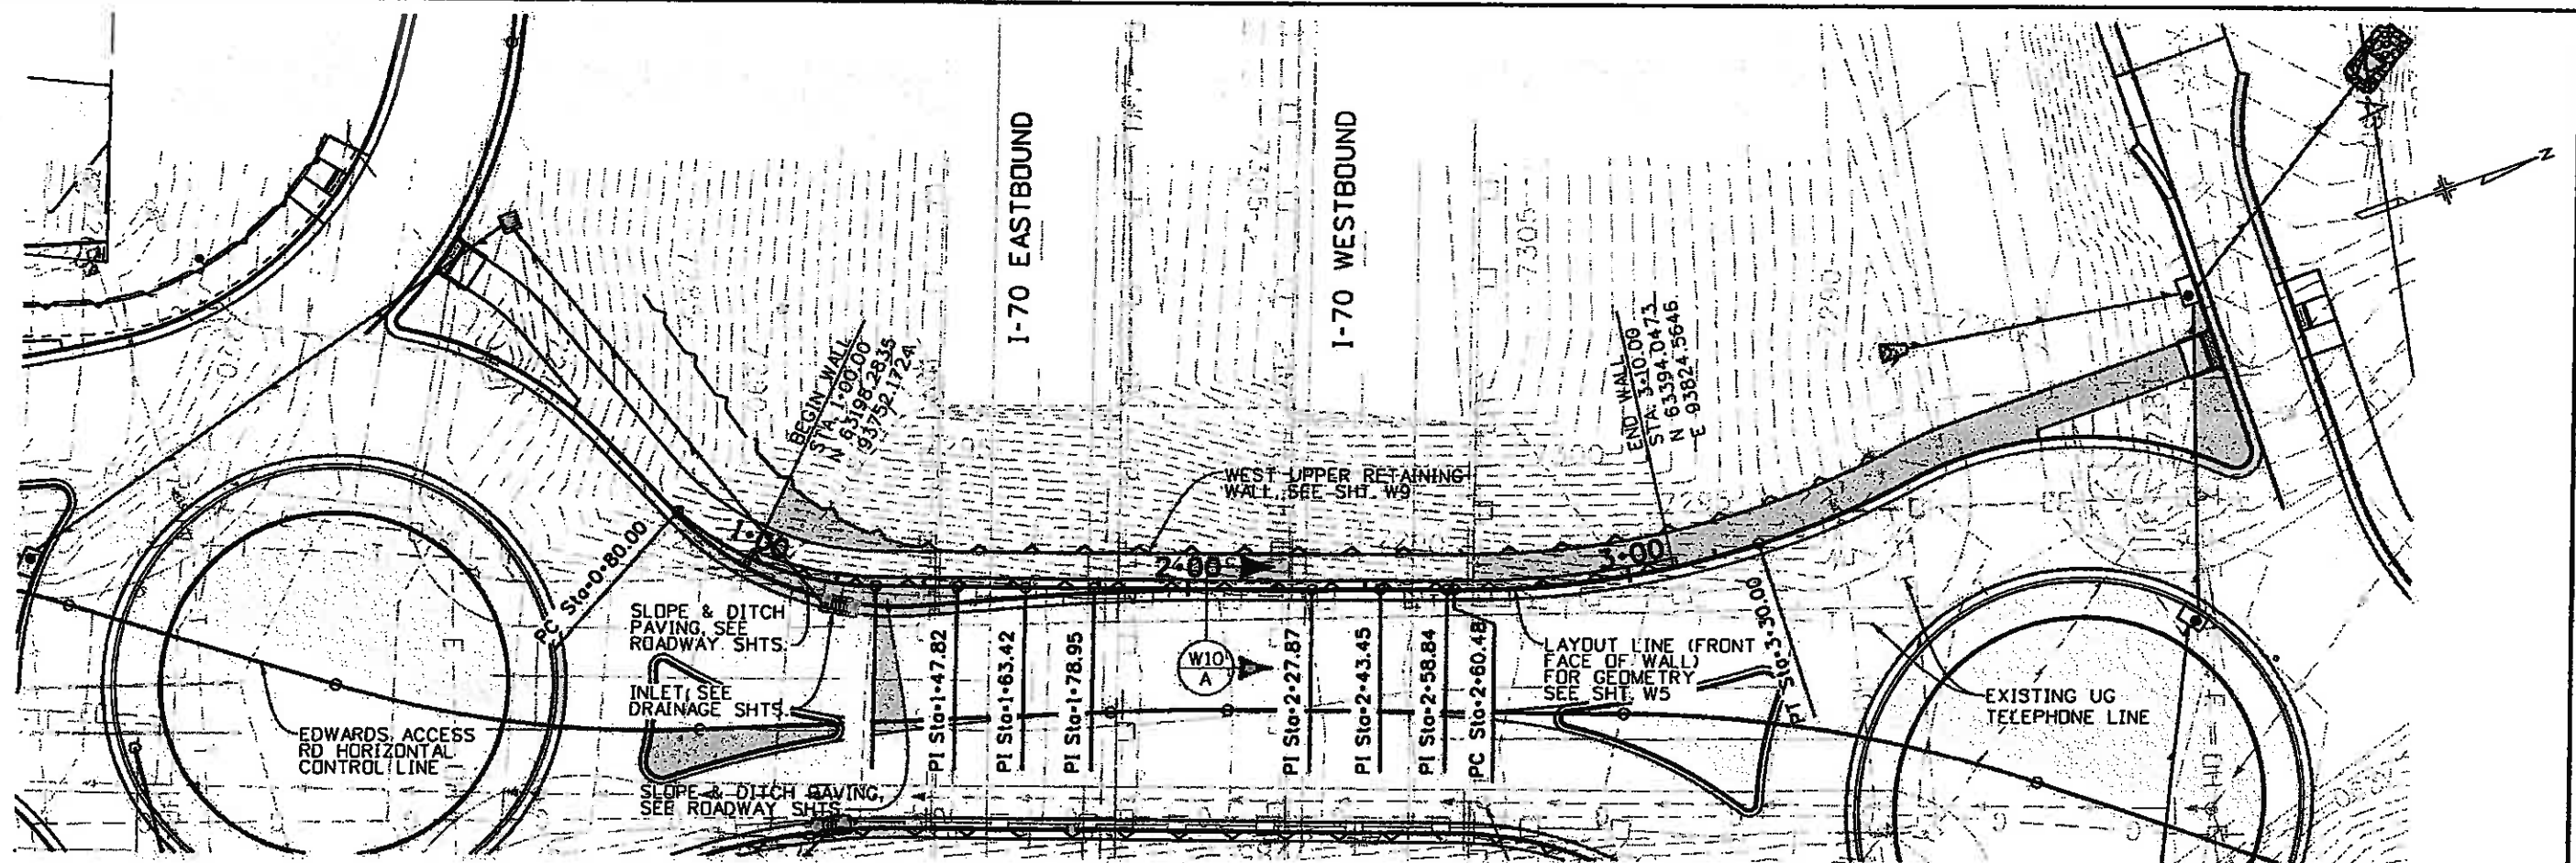 I-70 EASTBOUND
I-70 WESTBOUND
7305
7305
7290
N
BEGIN WALL
STA. 1+00.00
N 63198.2835
E 93752.1724
END WALL
STA. 3+10.00
N 63394.0473
E 93824.5646
WEST UPPER RETAINING
WALL, SEE SHT. W9
PC Sta=0+80.00
1+00
2+00
3+00
SLOPE & DITCH
PAVING, SEE
ROADWAY SHTS.
INLET, SEE
DRAINAGE SHTS.
EDWARDS ACCESS
RD HORIZONTAL
CONTROL LINE
SLOPE & DITCH PAVING,
SEE ROADWAY SHTS.
PI Sta=1+47.82
PI Sta=1+63.42
PI Sta=1+78.95
W10
A
PI Sta=2+27.87
PI Sta=2+43.45
PI Sta=2+58.84
PC Sta=2+60.48
LAYOUT LINE (FRONT
FACE OF WALL)
FOR GEOMETRY
SEE SHT. W5
PT Sta=3+30.00
EXISTING UG
TELEPHONE LINE